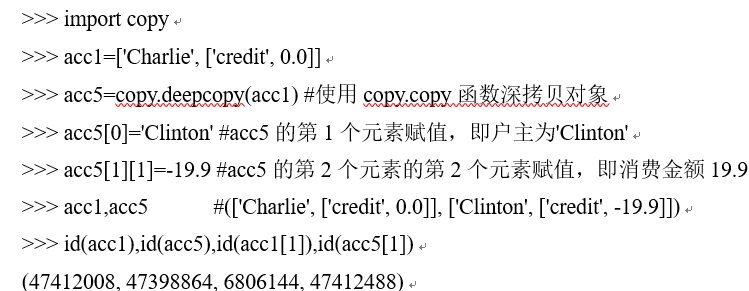 >>> import copy
>>> acc1=['Charlie', ['credit', 0.0]]
>>> acc5=copy.deepcopy(acc1) #使用 copy.copy 函数深拷贝对象
>>> acc5[0]='Clinton' #acc5 的第 1 个元素赋值，即户主为'Clinton'
>>> acc5[1][1]=-19.9 #acc5 的第 2 个元素的第 2 个元素赋值，即消费金额 19.9
>>> acc1,acc5 #(['Charlie', ['credit', 0.0]], ['Clinton', ['credit', -19.9]])
>>> id(acc1),id(acc5),id(acc1[1]),id(acc5[1])
(47412008, 47398864, 6806144, 47412488)